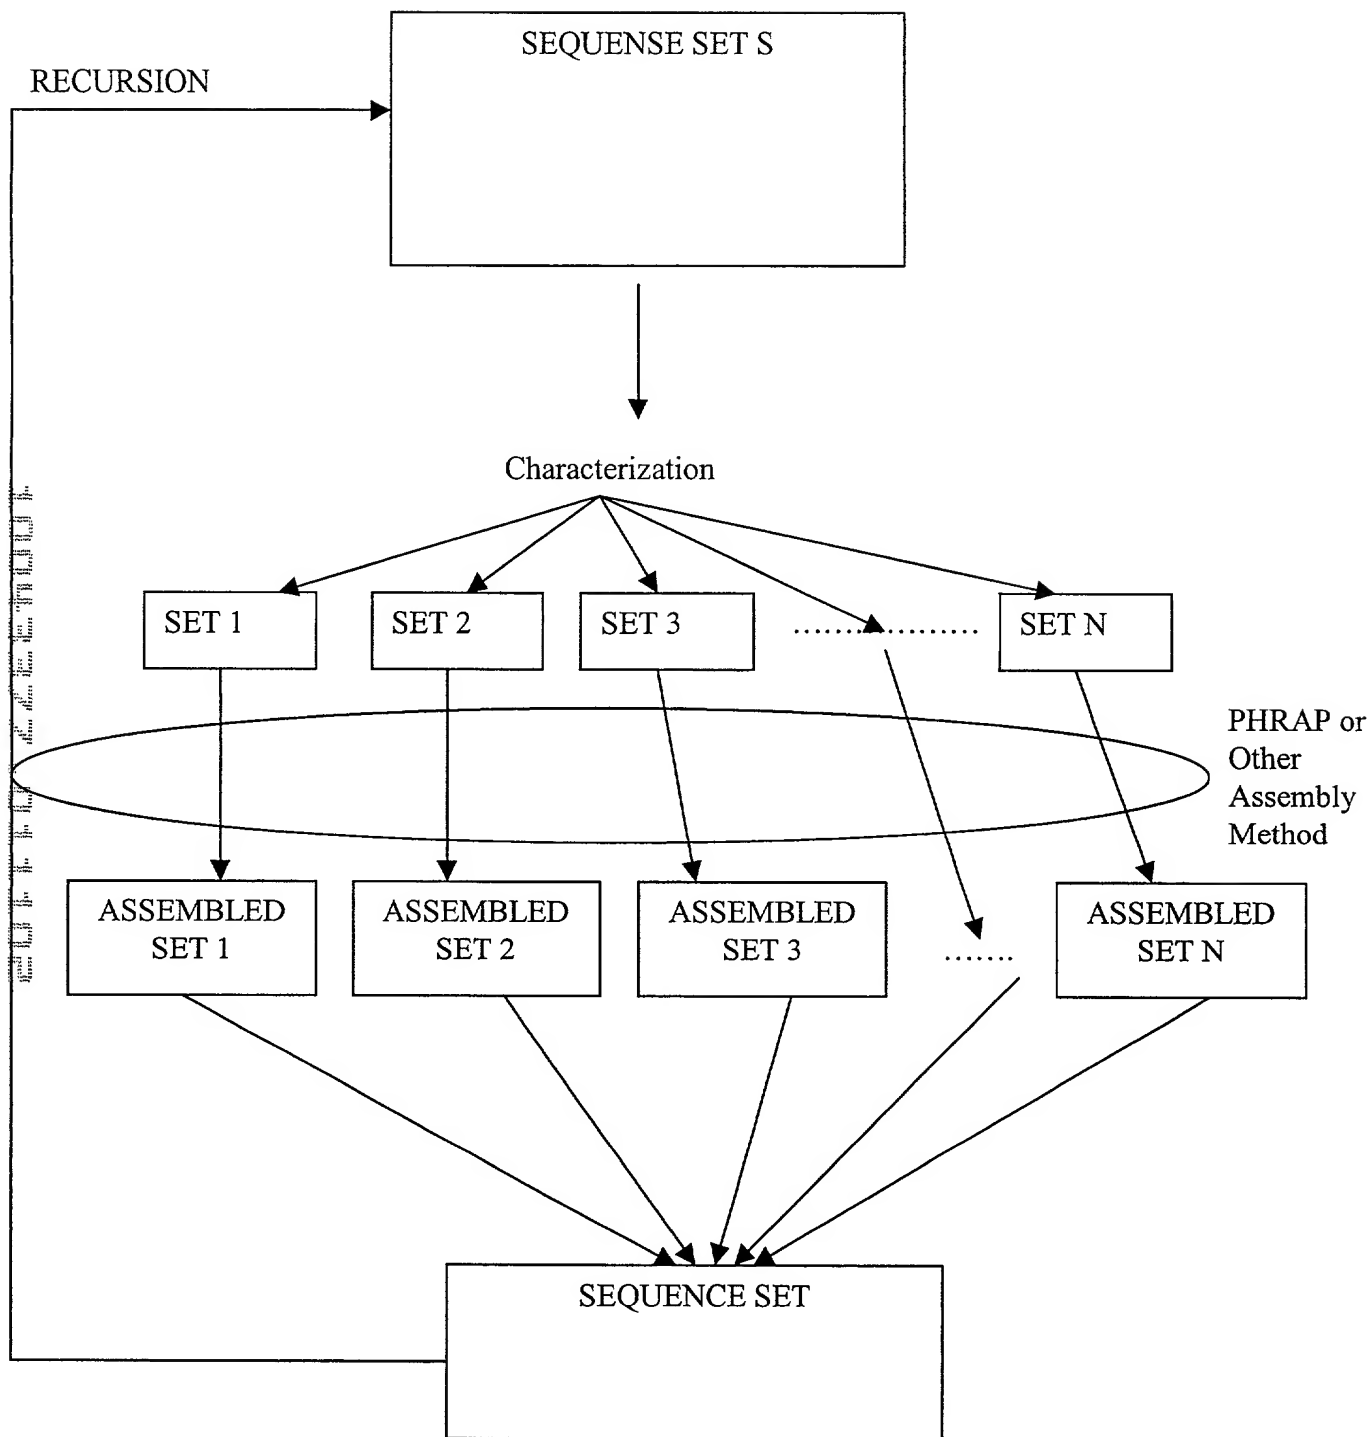 SEQUENSE SET S
RECURSION
Characterization
SET 1
SET 2
SET 3
..................
SET N
PHRAP or
Other
Assembly
Method
ASSEMBLED
SET 1
ASSEMBLED
SET 2
ASSEMBLED
SET 3
.......
ASSEMBLED
SET N
SEQUENCE SET